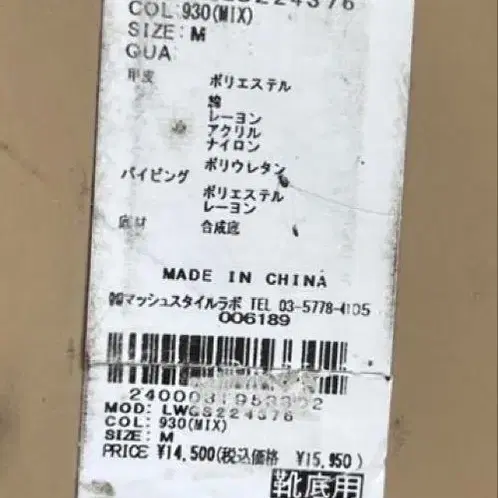 COL:930(MIX)
SIZE: M
QUA
甲皮 ポリエステル
綿
レーヨン
アクリル
ナイロン
ポリウレタン
パイピング
ポリエステル
レーヨン
底材 合成底
MADE IN CHINA
㈱マッシュスタイルラボ TEL 03-5778-4105
006189
MOD: LWGS224376
COL: 930(MIX)
SIZE: M
PRICE ¥14,500(税込価格 ¥15,950)
靴底用